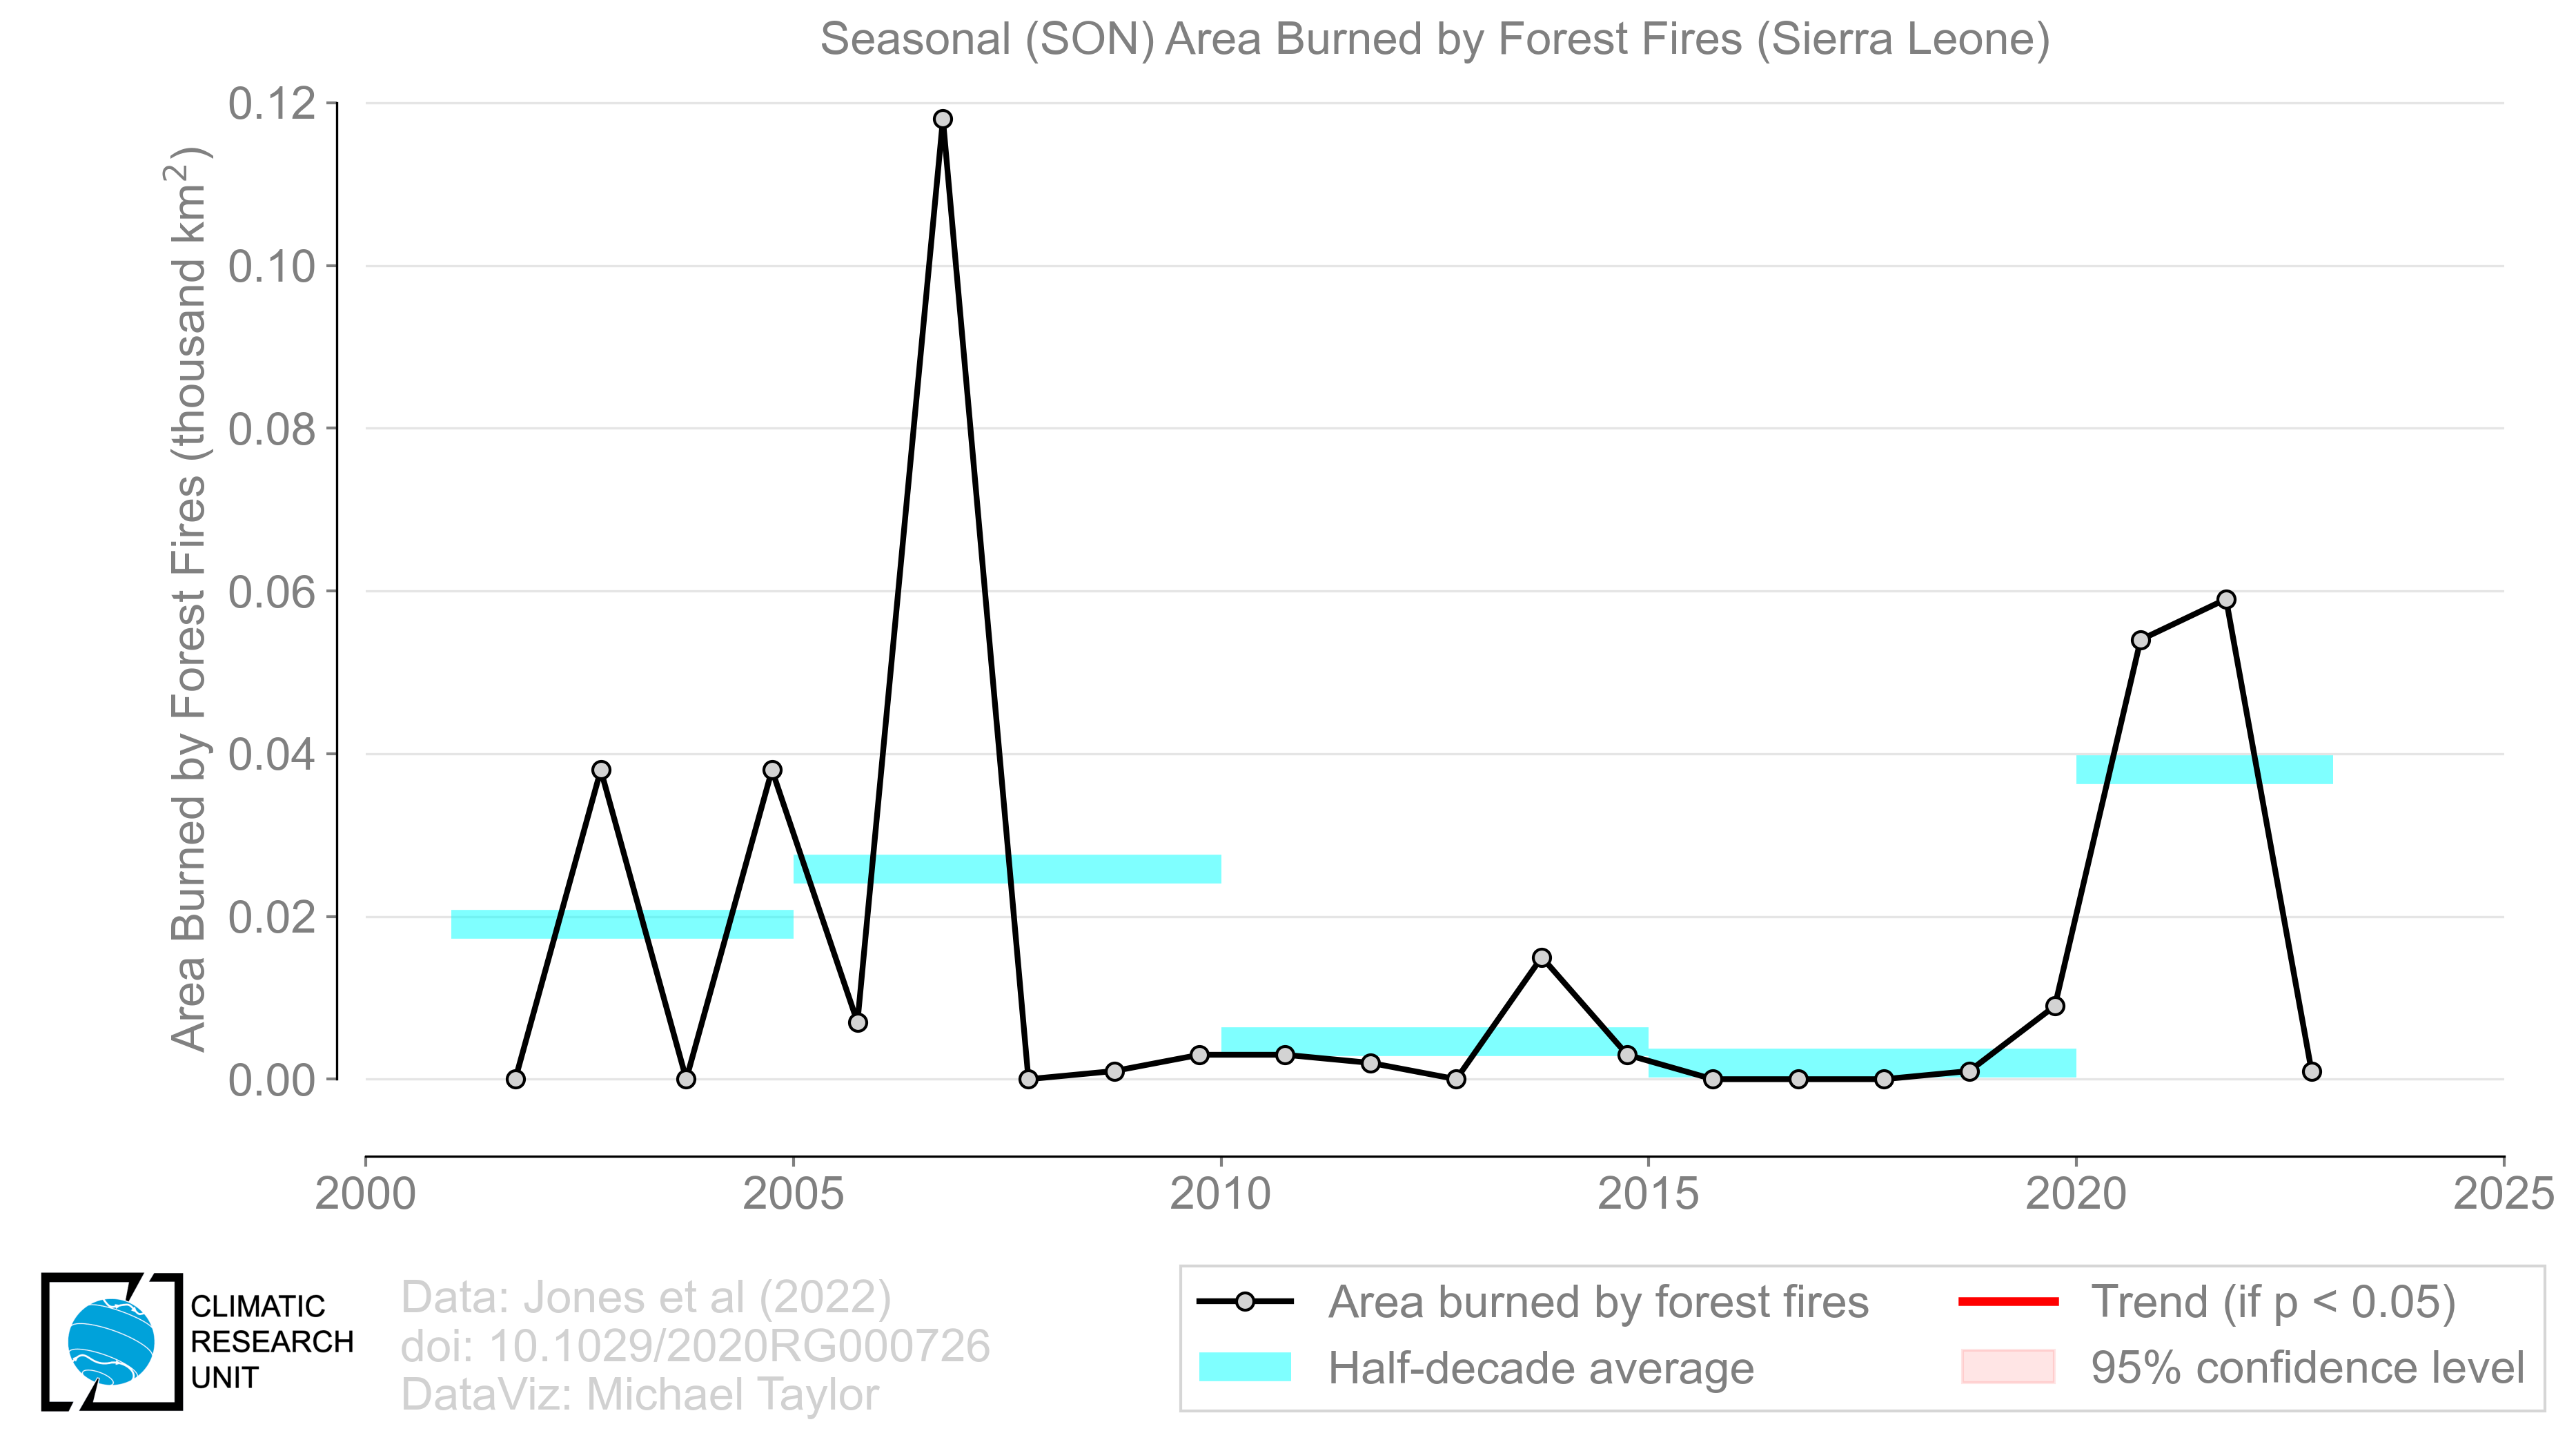 Seasonal (SON) Area Burned by Forest Fires (Sierra Leone)
Area Burned by Forest Fires (thousand km²)
0.12
0.10
0.08
0.06
0.04
0.02
0.00
2000 2005 2010 2015 2020 2025
CLIMATIC
RESEARCH
UNIT
Data: Jones et al (2022)
doi: 10.1029/2020RG000726
DataViz: Michael Taylor
Area burned by forest fires
Half-decade average
Trend (if p < 0.05)
95% confidence level